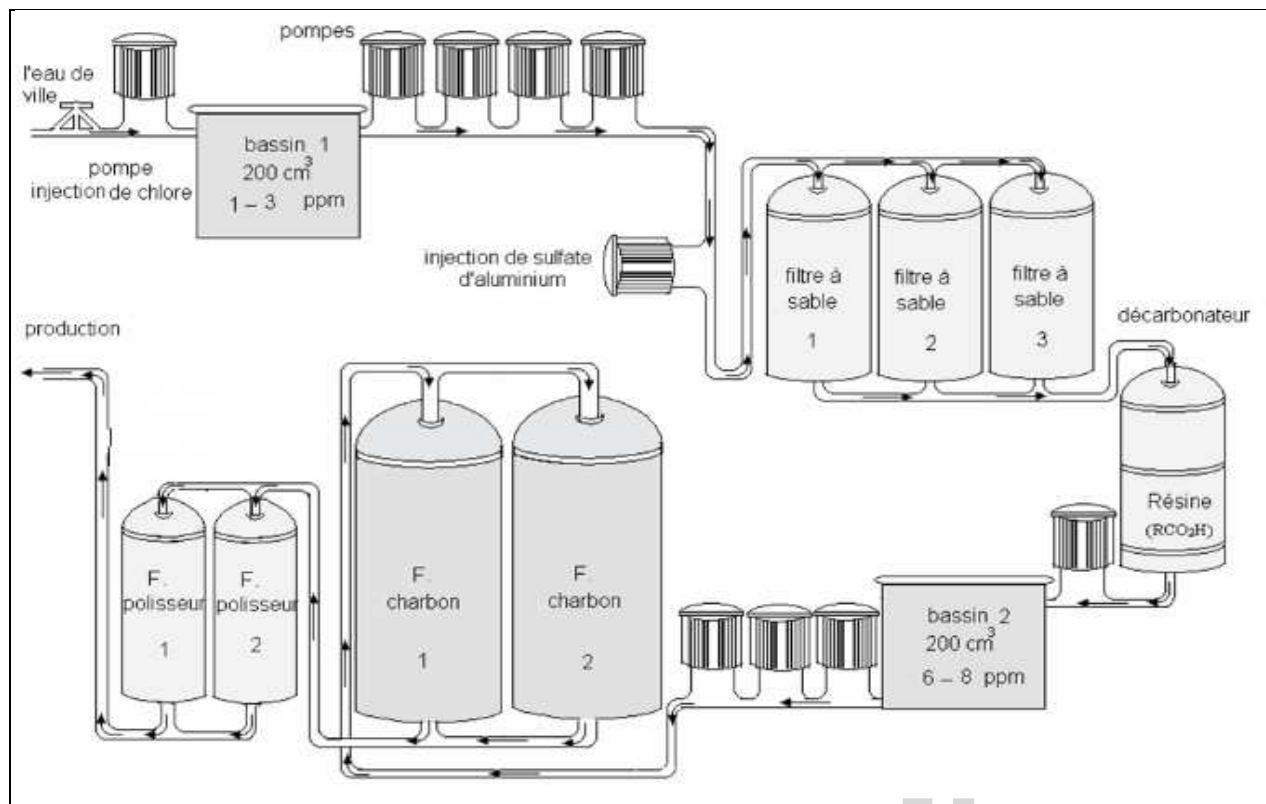 pompes
l'eau de
ville
pompe
injection de chlore
bassin 1
200 cm³
1 – 3 ppm
injection de sulfate
d'aluminium
filtre à
sable
1
filtre à
sable
2
filtre à
sable
3
décarbonateur
Résine
(RCO₂H)
bassin 2
200 cm³
6 – 8 ppm
F.
charbon
1
F.
charbon
2
F.
polisseur
1
F.
polisseur
2
production